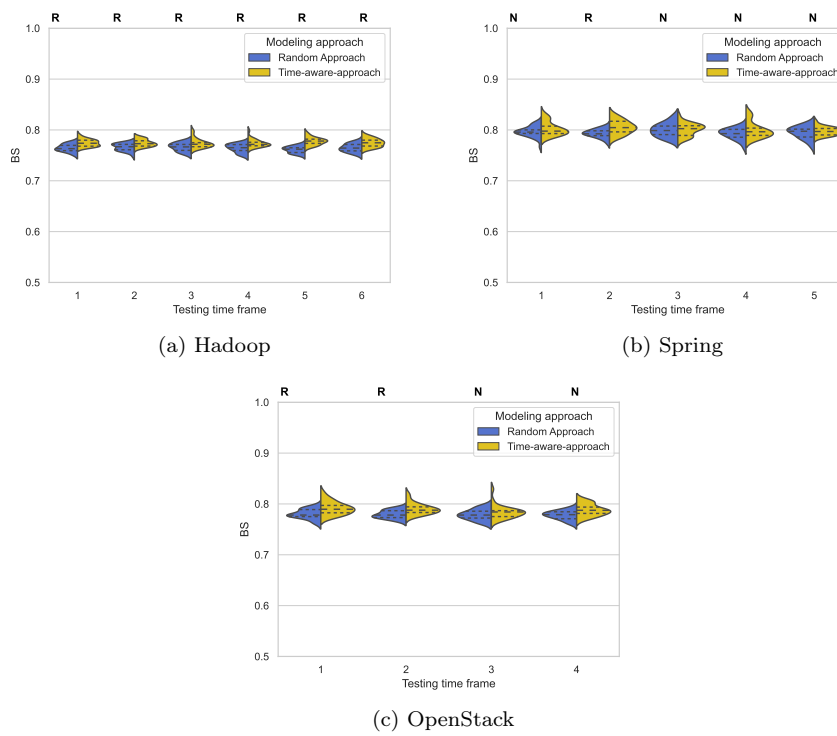 R R R R R R
1.0
Modeling approach
Random Approach
Time-aware-approach
0.9
0.8
BS
0.7
0.6
0.5
1 2 3 4 5 6
Testing time frame
(a) Hadoop
N R N N N
1.0
Modeling approach
Random Approach
Time-aware-approach
0.9
0.8
BS
0.7
0.6
0.5
1 2 3 4 5
Testing time frame
(b) Spring
R R N N
1.0
Modeling approach
Random Approach
Time-aware-approach
0.9
0.8
BS
0.7
0.6
0.5
1 2 3 4
Testing time frame
(c) OpenStack